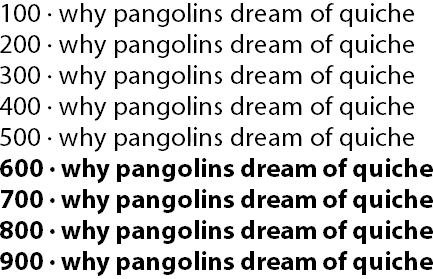 100 · why pangolins dream of quiche
200 · why pangolins dream of quiche
300 · why pangolins dream of quiche
400 · why pangolins dream of quiche
500 · why pangolins dream of quiche
600 · why pangolins dream of quiche
700 · why pangolins dream of quiche
800 · why pangolins dream of quiche
900 · why pangolins dream of quiche